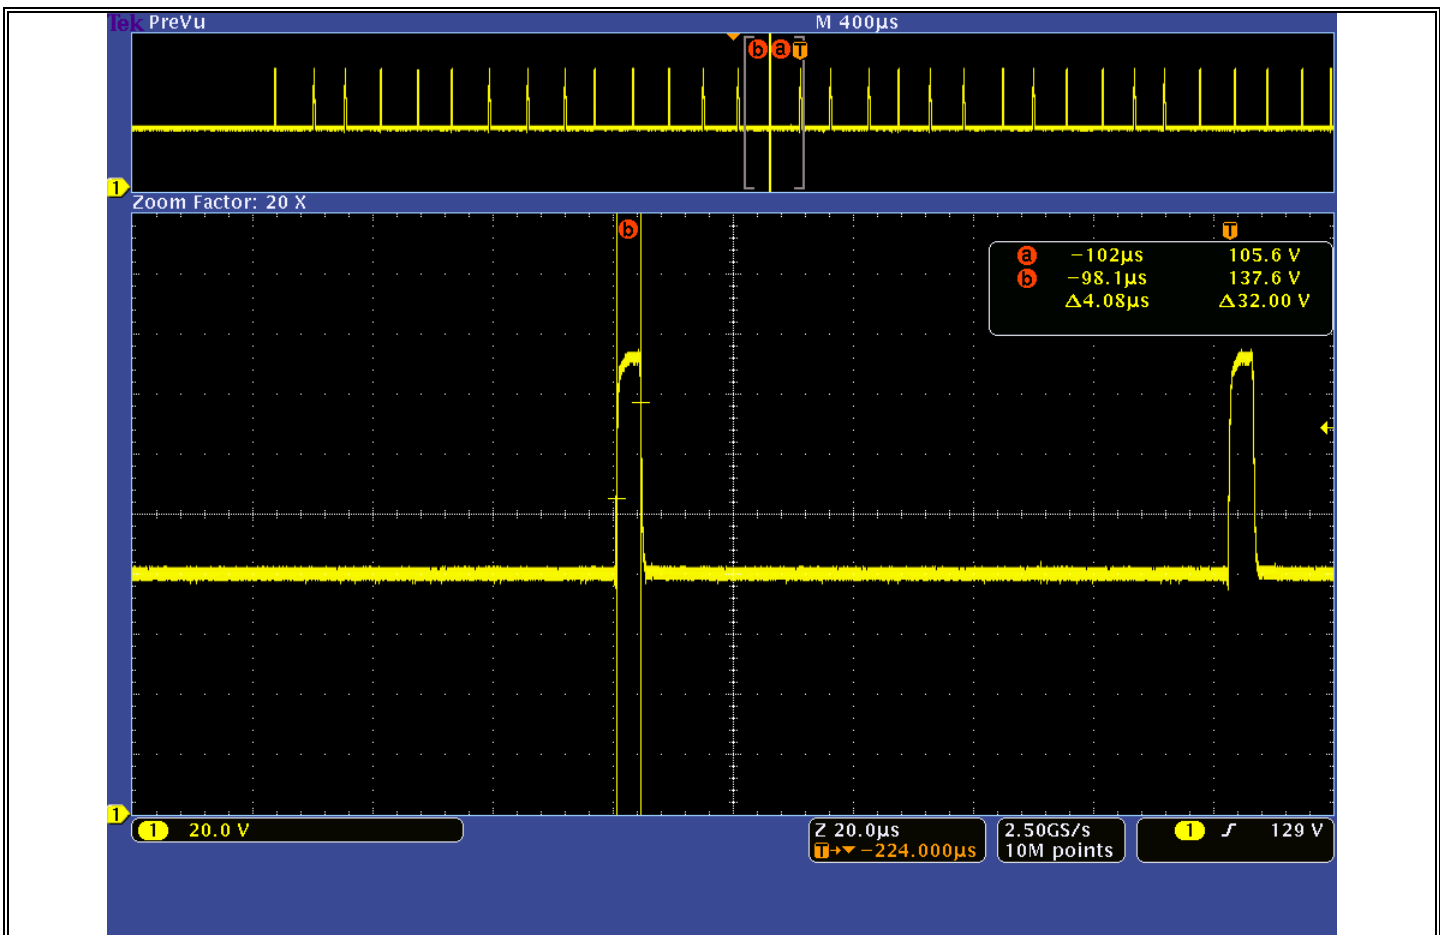 Tek PreVu M 400µs
b a T
1
Zoom Factor: 20 X
b T
a −102µs 105.6 V
b −98.1µs 137.6 V
Δ4.08µs Δ32.00 V
1
1 20.0 V
Z 20.0µs
T→▼ −224.000µs
2.50GS/s
10M points
1 129 V